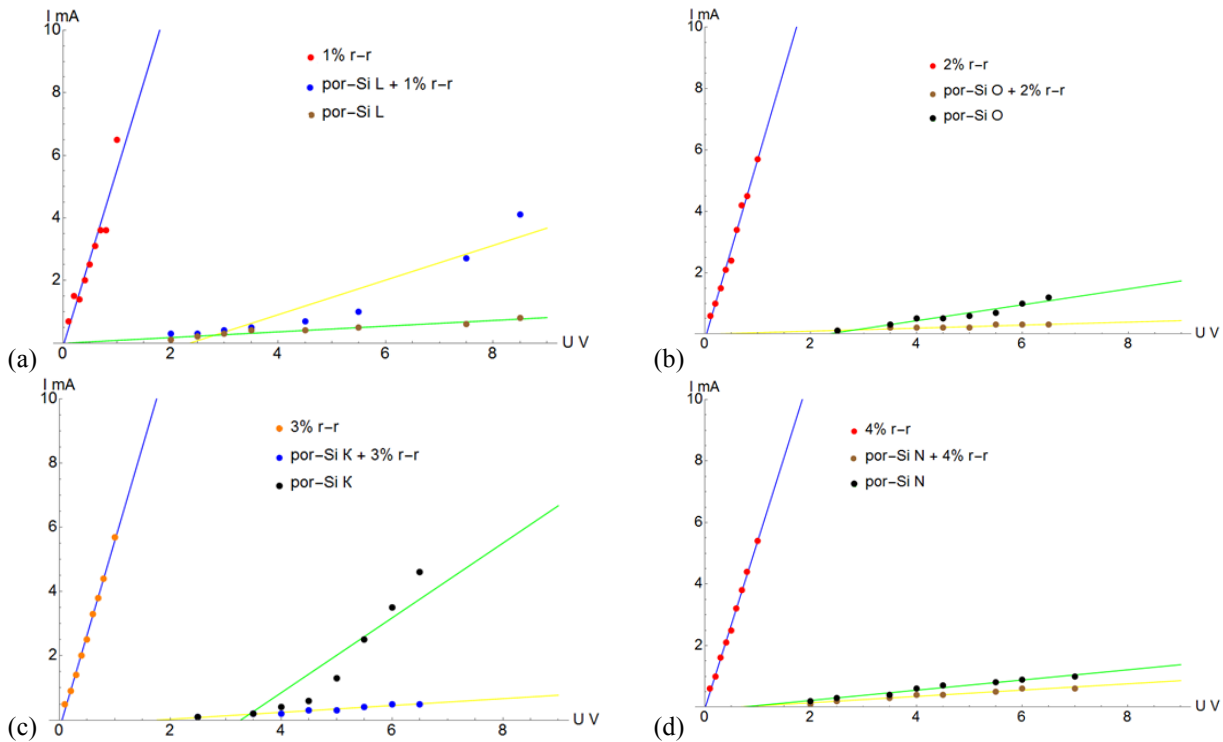 I mA
10
8
6
4
2
0
2
4
6
8
U V
1% r−r
por−Si L + 1% r−r
por−Si L
(a)
I mA
10
8
6
4
2
0
2
4
6
8
U V
2% r−r
por−Si O + 2% r−r
por−Si O
(b)
I mA
10
8
6
4
2
0
2
4
6
8
U V
3% r−r
por−Si K + 3% r−r
por−Si K
(c)
I mA
10
8
6
4
2
0
2
4
6
8
U V
4% r−r
por−Si N + 4% r−r
por−Si N
(d)